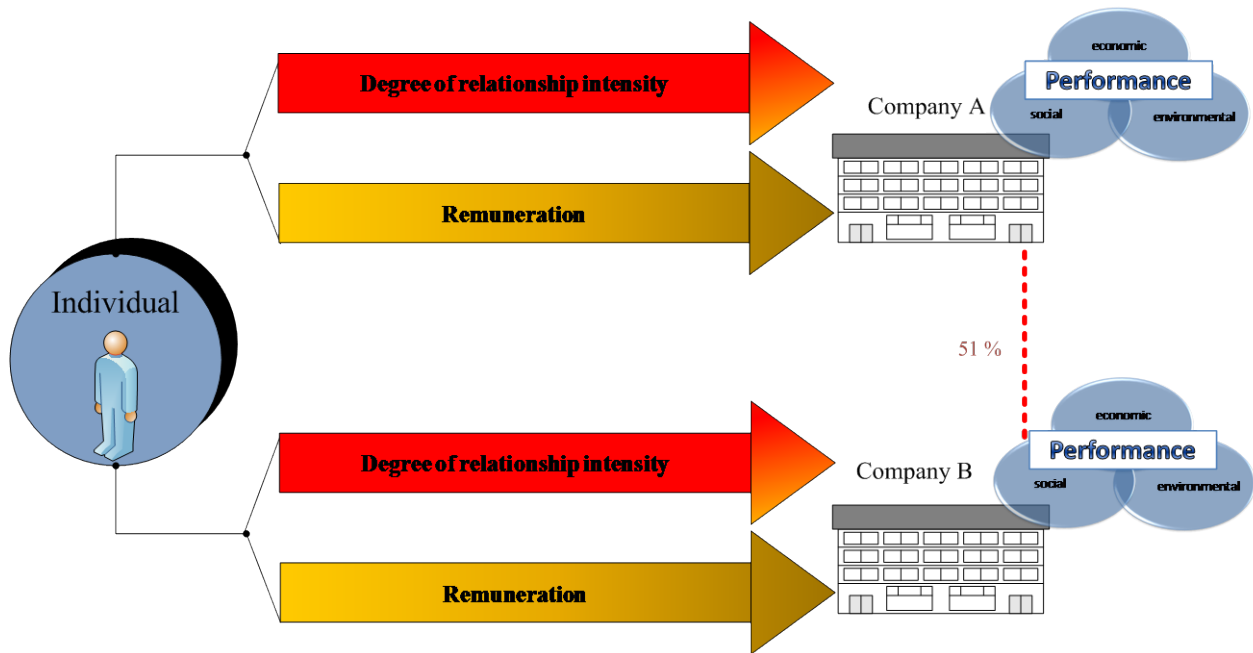 economic
Performance
social
environmental
Degree of relationship intensity
Company A
Remuneration
Individual
51 %
economic
Performance
social
environmental
Degree of relationship intensity
Company B
Remuneration